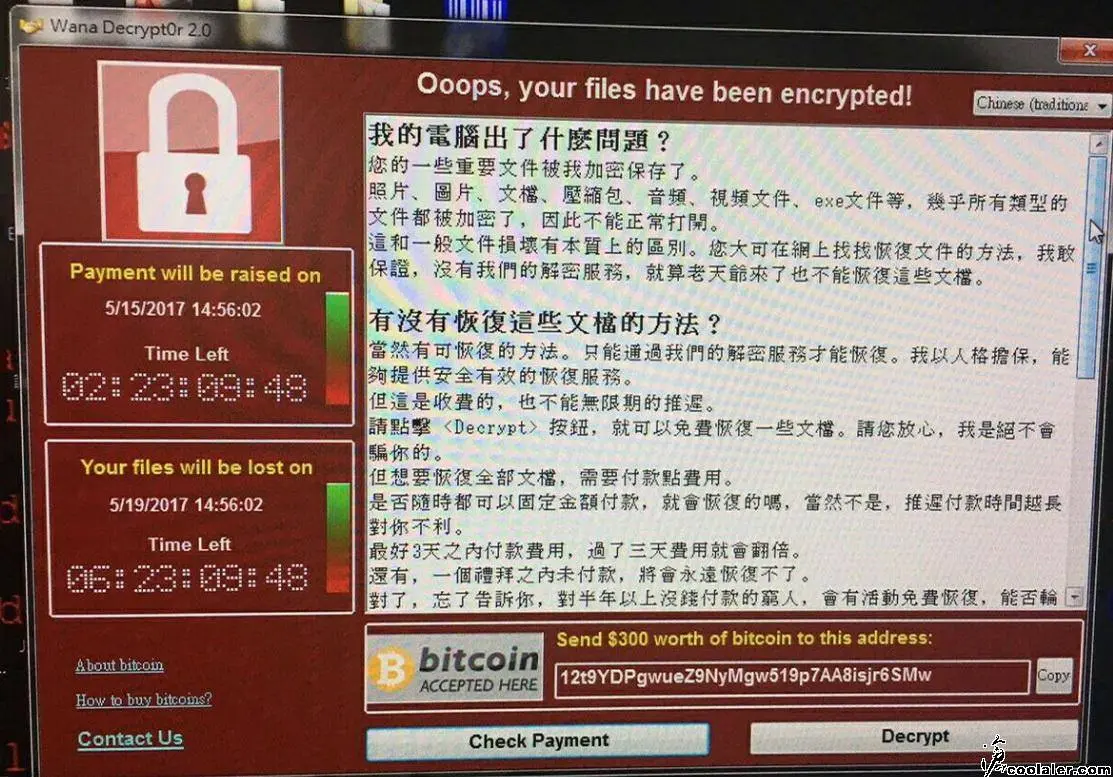 Wana Decrypt0r 2.0
Ooops, your files have been encrypted!
Chinese (traditiona
Payment will be raised on
5/15/2017 14:56:02
Time Left
02:23:09:48
Your files will be lost on
5/19/2017 14:56:02
Time Left
06:23:09:48
About bitcoin
How to buy bitcoins?
Contact Us
我的電腦出了什麼問題？
您的一些重要文件被我加密保存了。
照片、圖片、文檔、壓縮包、音頻、視頻文件、exe文件等，幾乎所有類型的
文件都被加密了，因此不能正常打開。
這和一般文件損壞有本質上的區別。您大可在網上找找恢復文件的方法，我敢
保證，沒有我們的解密服務，就算老天爺來了也不能恢復這些文檔。
有沒有恢復這些文檔的方法？
當然有可恢復的方法。只能通過我們的解密服務才能恢復。我以人格擔保，能
夠提供安全有效的恢復服務。
但這是收費的，也不能無限期的推遲。
請點擊 <Decrypt> 按鈕，就可以免費恢復一些文檔。請您放心，我是絕不會
騙你的。
但想要恢復全部文檔，需要付款點費用。
是否隨時都可以固定金額付款，就會恢復的嗎，當然不是，推遲付款時間越長
對你不利。
最好3天之內付款費用，過了三天費用就會翻倍。
還有，一個禮拜之內未付款，將會永遠恢復不了。
對了，忘了告訴你，對半年以上沒錢付款的窮人，會有活動免費恢復，能否輪
bitcoin
ACCEPTED HERE
Send $300 worth of bitcoin to this address:
12t9YDPgwueZ9NyMgw519p7AA8isjr6SMw
Copy
Check Payment
Decrypt
coolaler.com